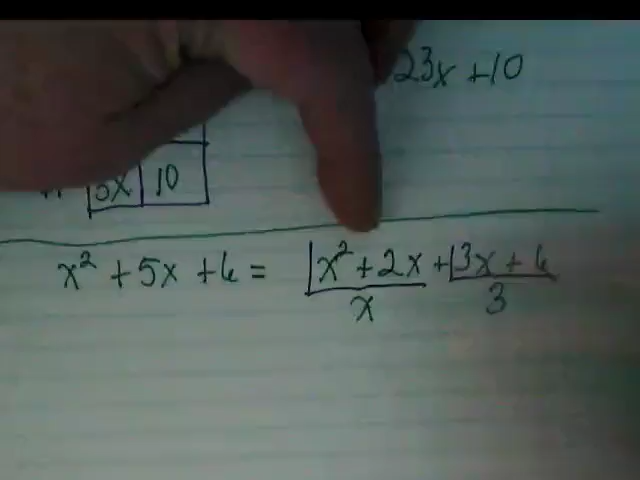 23x + 10
5x 10
x² + 5x + 6 = x² + 2x + 3x + 6
x 3